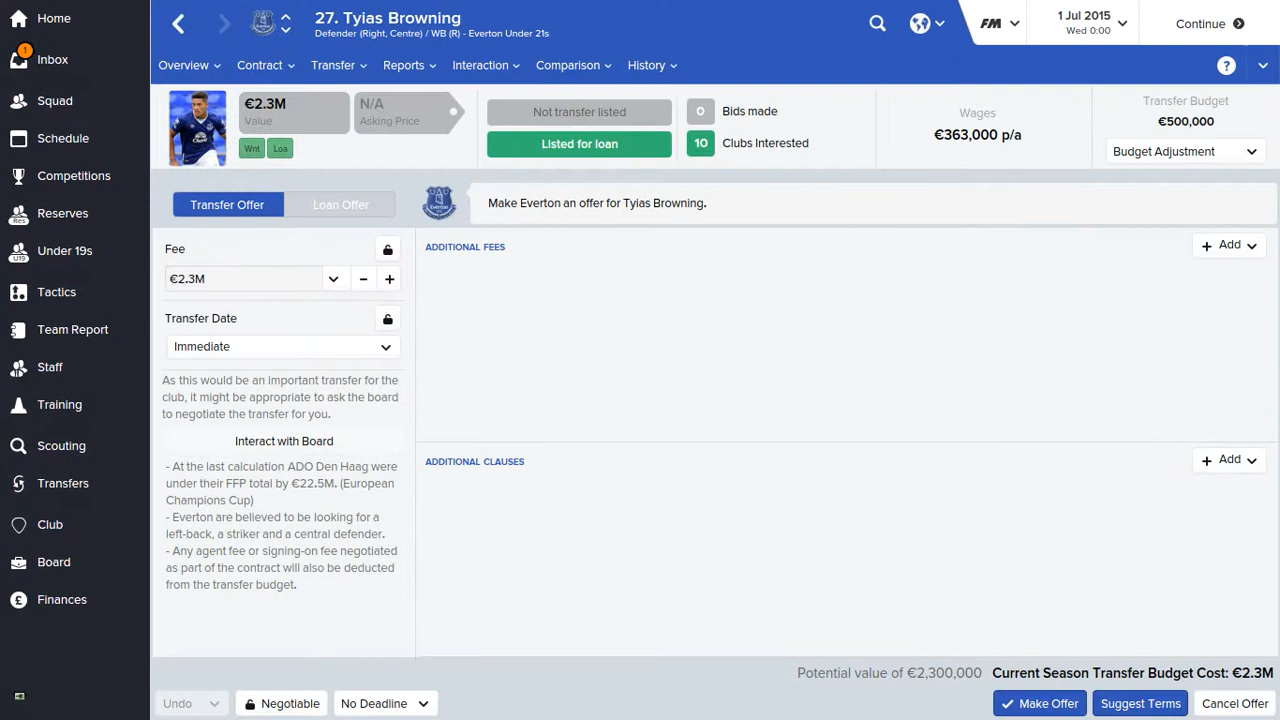 Home
1
Inbox
Squad
Schedule
Competitions
Res
Reserves
U19
Under 19s
Tactics
Team Report
Staff
Training
Scouting
Transfers
Club
Board
£ Finances
27. Tyias Browning
Defender (Right, Centre) / WB (R) - Everton Under 21s
FM
1 Jul 2015
Wed 0:00
Continue
Overview
Contract
Transfer
Reports
Interaction
Comparison
History
?
€2.3M
Value
N/A
Asking Price
Wnt
Loa
Not transfer listed
Listed for loan
0 Bids made
10 Clubs Interested
Wages
€363,000 p/a
Transfer Budget
€500,000
Budget Adjustment
Transfer Offer
Loan Offer
Everton
Make Everton an offer for Tyias Browning.
Fee
€2.3M
Transfer Date
Immediate
As this would be an important transfer for the
club, it might be appropriate to ask the board
to negotiate the transfer for you.
Interact with Board
- At the last calculation ADO Den Haag were
under their FFP total by €22.5M. (European
Champions Cup)
- Everton are believed to be looking for a
left-back, a striker and a central defender.
- Any agent fee or signing-on fee negotiated
as part of the contract will also be deducted
from the transfer budget.
ADDITIONAL FEES
+ Add
ADDITIONAL CLAUSES
+ Add
Potential value of €2,300,000 Current Season Transfer Budget Cost: €2.3M
Undo
Negotiable
No Deadline
Make Offer
Suggest Terms
Cancel Offer